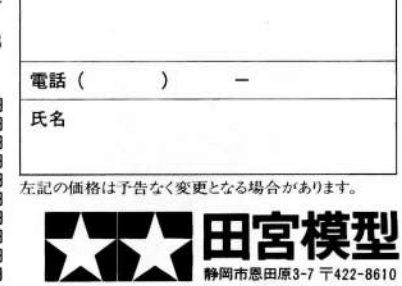 電話(　　　)　　―
氏名
左記の価格は予告なく変更となる場合があります。
田宮模型
静岡市恩田原3-7 〒422-8610